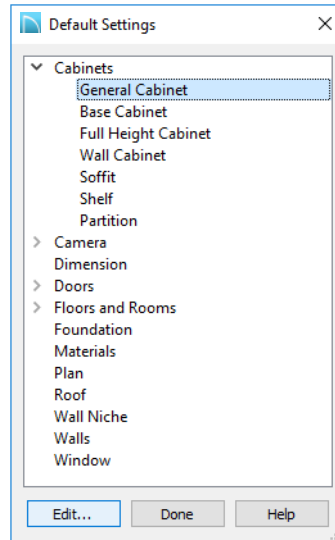 Default Settings
Cabinets
General Cabinet
Base Cabinet
Full Height Cabinet
Wall Cabinet
Soffit
Shelf
Partition
Camera
Dimension
Doors
Floors and Rooms
Foundation
Materials
Plan
Roof
Wall Niche
Walls
Window
Edit... Done Help